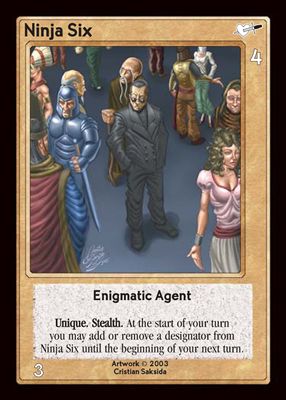 Ninja Six
4
Enigmatic Agent
Unique. Stealth. At the start of your turn
you may add or remove a designator from
Ninja Six until the beginning of your next turn.
3
Artwork © 2003
Cristian Saksida